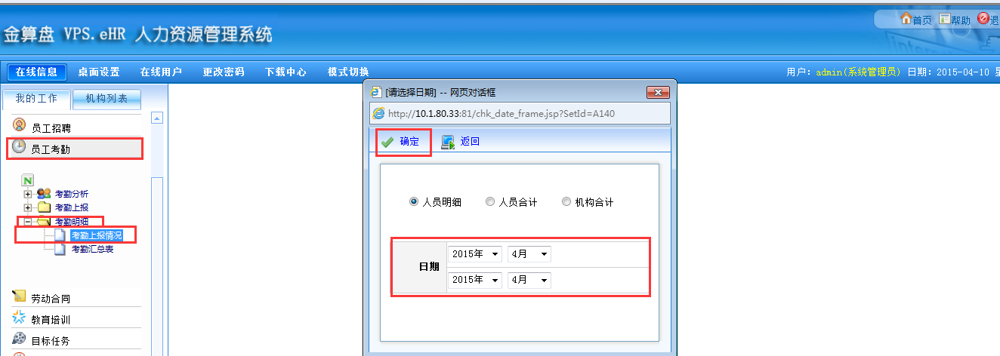 首页 帮助 退
金算盘 VPS.eHR 人力资源管理系统
在线信息 桌面设置 在线用户 更改密码 下载中心 模式切换
用户：admin(系统管理员) 日期：2015-04-10 星
我的工作 机构列表
员工招聘
员工考勤
N
考勤分析
考勤上报
考勤明细
考勤上报情况
考勤汇总表
劳动合同
教育培训
目标任务
[请选择日期] -- 网页对话框
http://10.1.80.33:81/chk_date_frame.jsp?SetId=A140
确定 返回
人员明细 人员合计 机构合计
日期
2015年 4月
2015年 4月